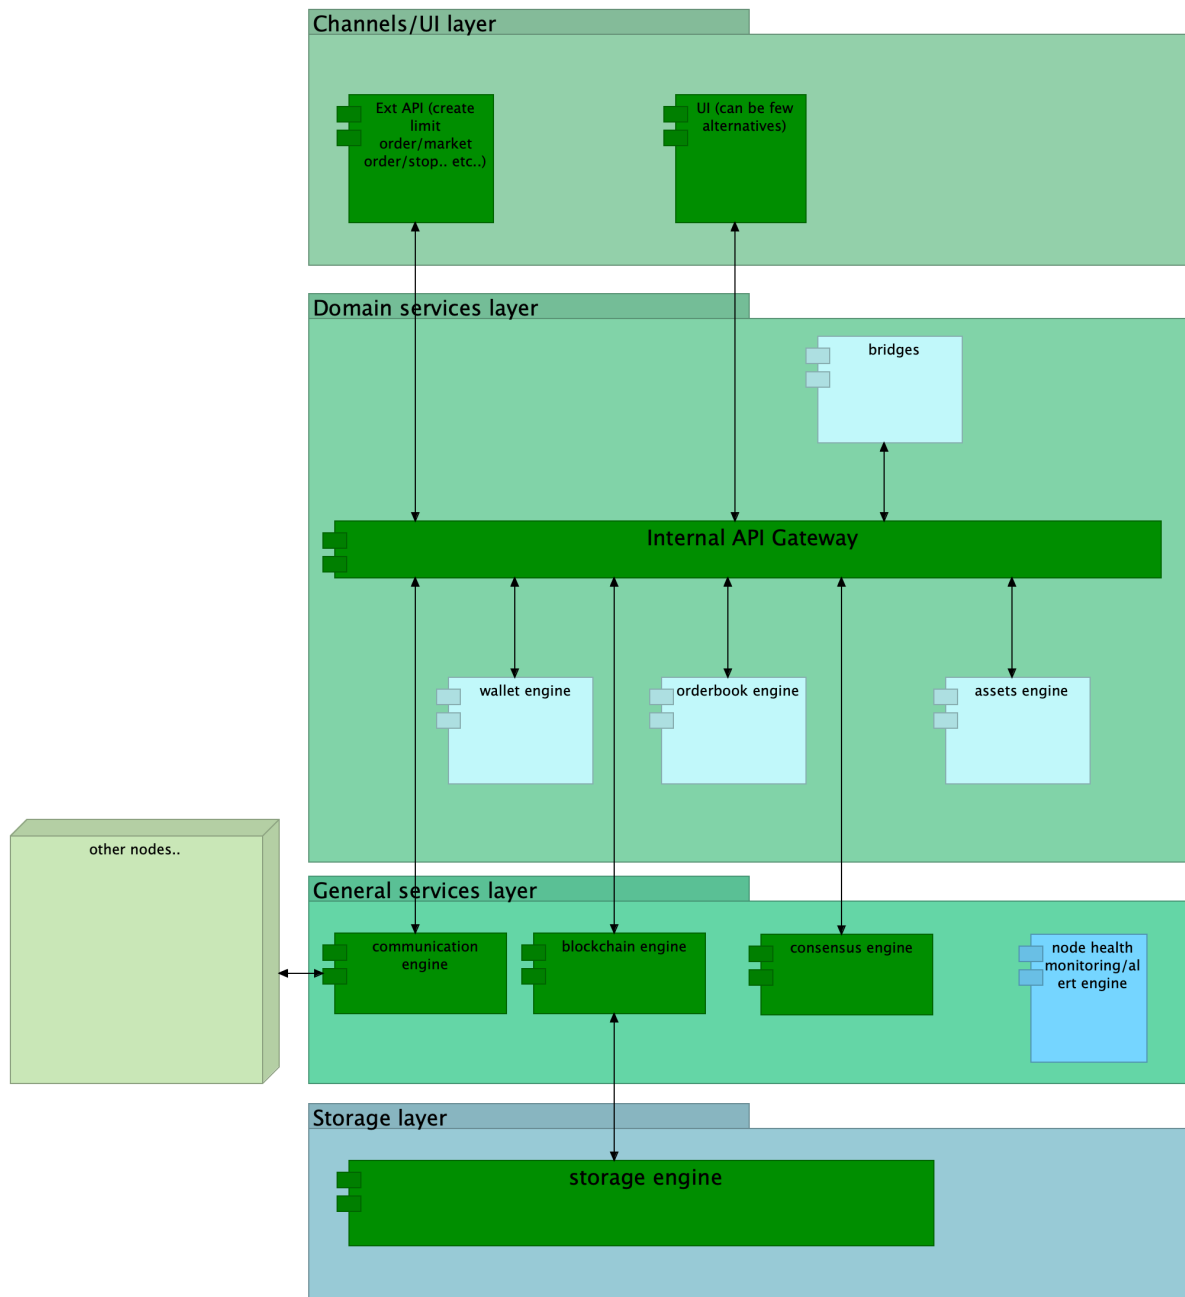 Channels/UI layer
Ext API (create
limit
order/market
order/stop.. etc..)
UI (can be few
alternatives)
Domain services layer
bridges
Internal API Gateway
wallet engine
orderbook engine
assets engine
other nodes..
General services layer
communication
engine
blockchain engine
consensus engine
node health
monitoring/al
ert engine
Storage layer
storage engine